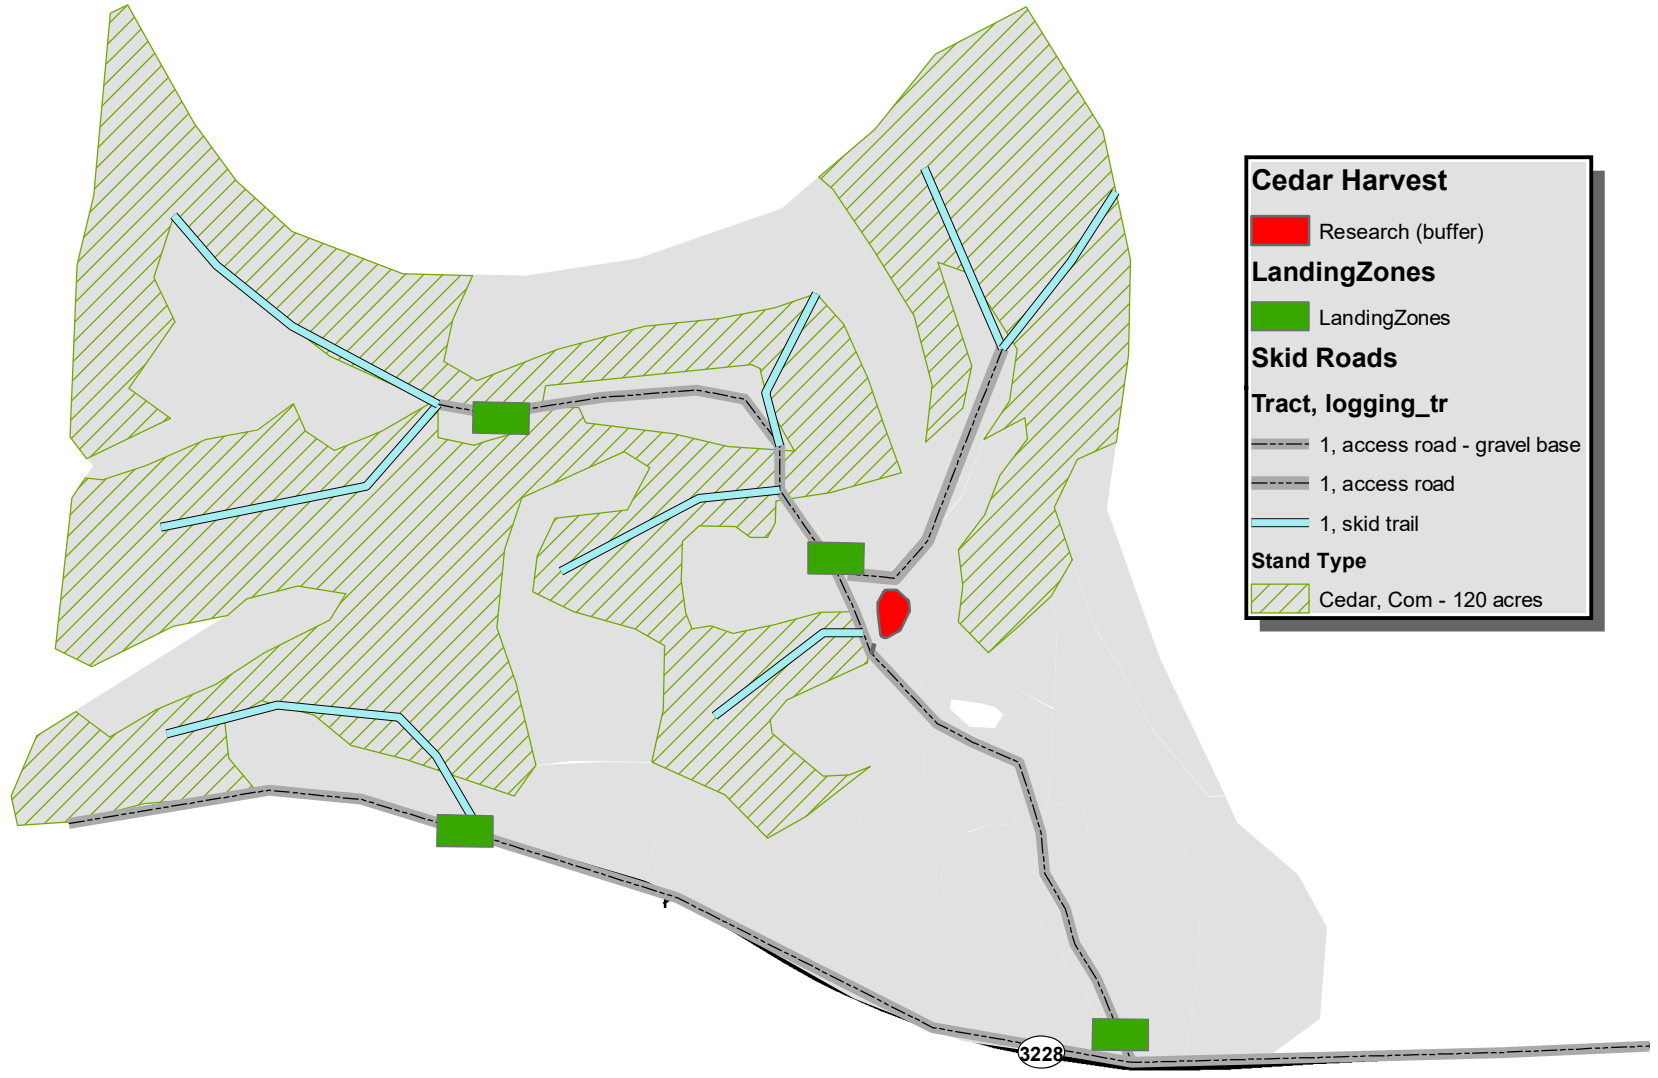 Cedar Harvest
Research (buffer)
LandingZones
LandingZones
Skid Roads
Tract, logging_tr
1, access road - gravel base
1, access road
1, skid trail
Stand Type
Cedar, Com - 120 acres
3228